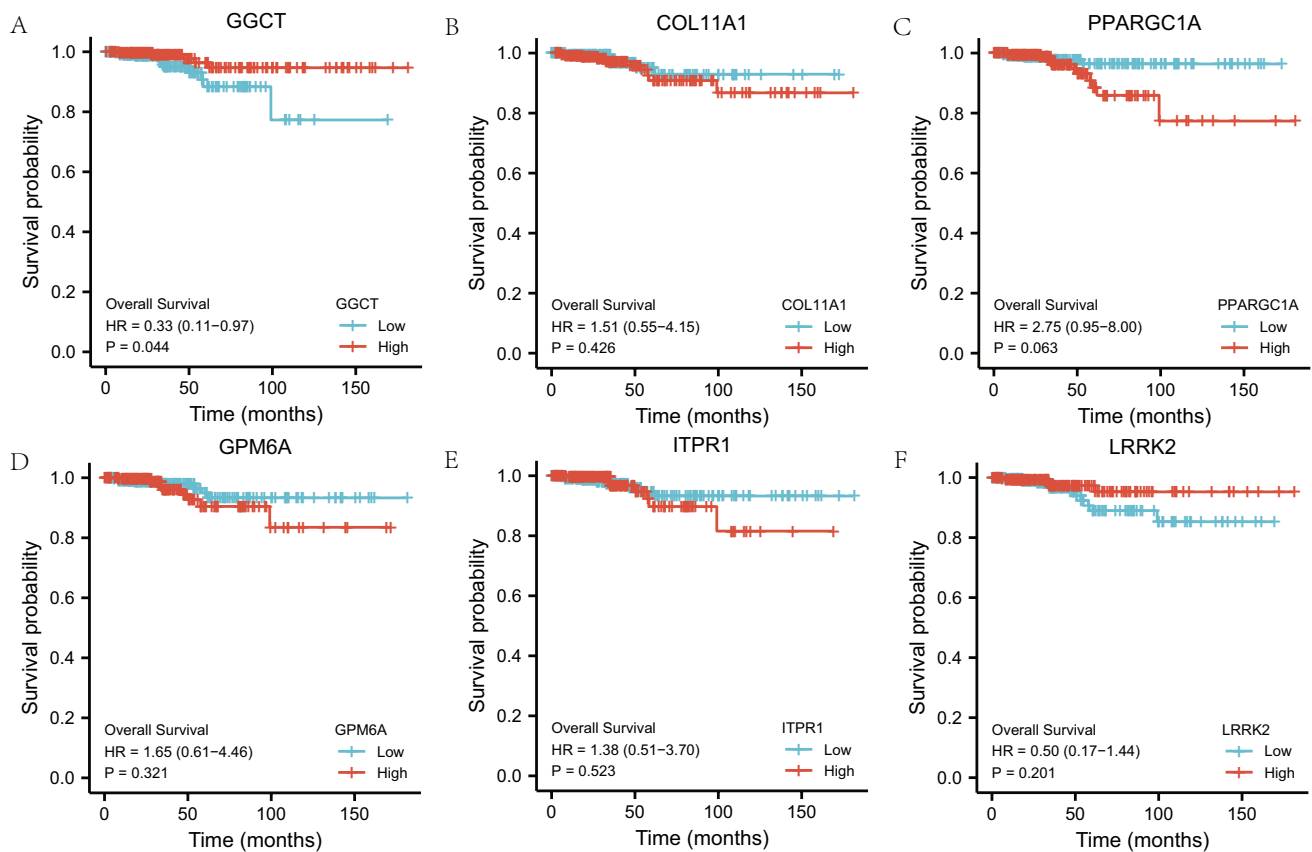 A
GGCT
Survival probability
1.0
0.8
0.6
0.4
0.2
0.0
Overall Survival
HR = 0.33 (0.11−0.97)
P = 0.044
GGCT
Low
High
0 50 100 150
Time (months)
B
COL11A1
Survival probability
1.0
0.8
0.6
0.4
0.2
0.0
Overall Survival
HR = 1.51 (0.55−4.15)
P = 0.426
COL11A1
Low
High
0 50 100 150
Time (months)
C
PPARGC1A
Survival probability
1.0
0.8
0.6
0.4
0.2
0.0
Overall Survival
HR = 2.75 (0.95−8.00)
P = 0.063
PPARGC1A
Low
High
0 50 100 150
Time (months)
D
GPM6A
Survival probability
1.0
0.8
0.6
0.4
0.2
0.0
Overall Survival
HR = 1.65 (0.61−4.46)
P = 0.321
GPM6A
Low
High
0 50 100 150
Time (months)
E
ITPR1
Survival probability
1.0
0.8
0.6
0.4
0.2
0.0
Overall Survival
HR = 1.38 (0.51−3.70)
P = 0.523
ITPR1
Low
High
0 50 100 150
Time (months)
F
LRRK2
Survival probability
1.0
0.8
0.6
0.4
0.2
0.0
Overall Survival
HR = 0.50 (0.17−1.44)
P = 0.201
LRRK2
Low
High
0 50 100 150
Time (months)